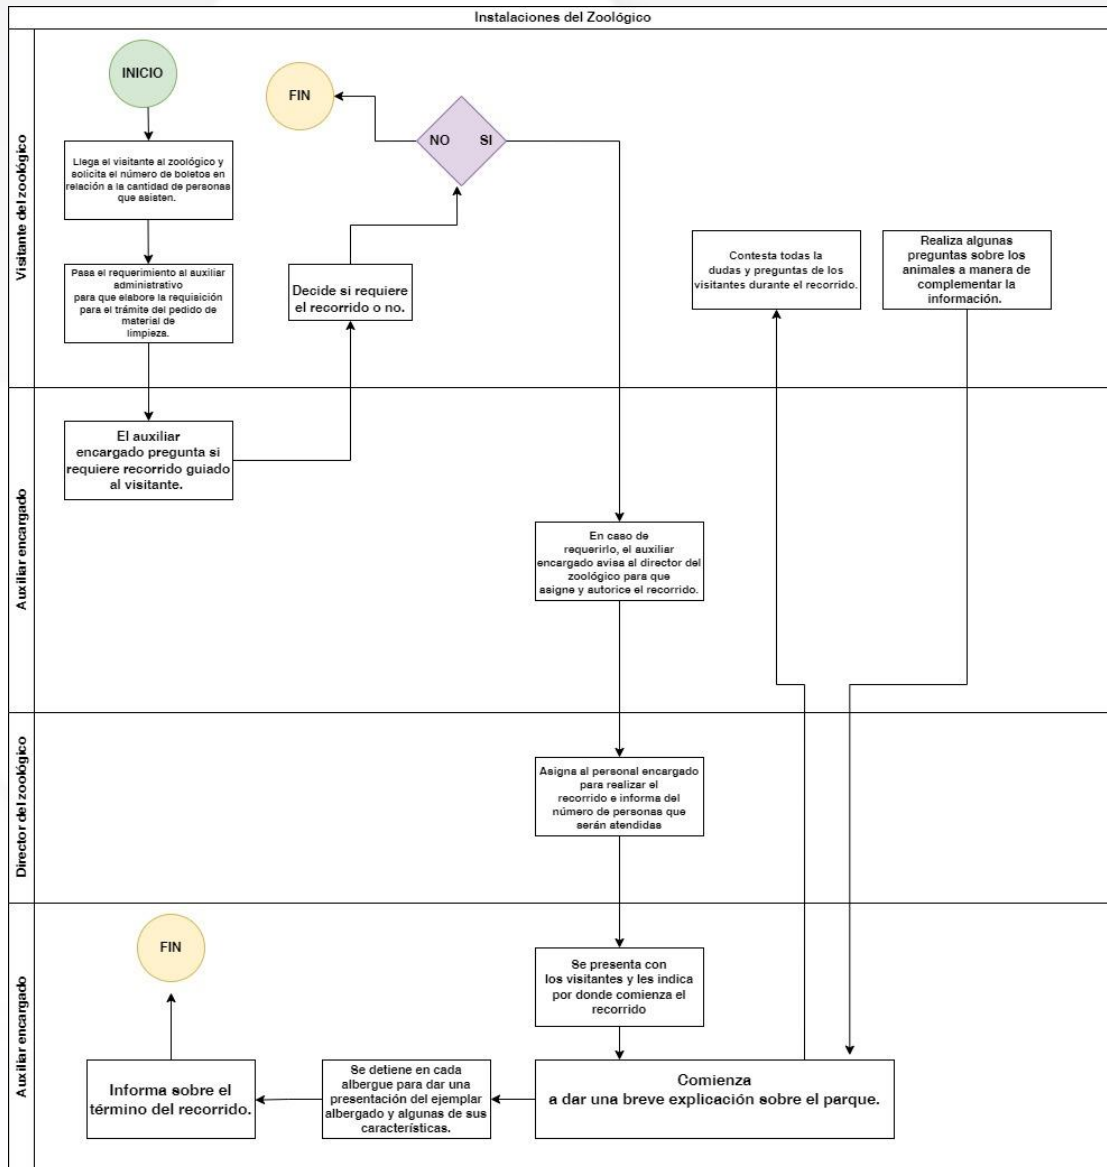 Instalaciones del Zoológico
Visitante del zoológico
INICIO
Llega el visitante al zoológico y
solicita el número de boletos en
relación a la cantidad de personas
que asisten.
Pasa el requerimiento al auxiliar
administrativo
para que elabore la requisición
para el trámite del pedido de
material de
limpieza.
FIN
NO
SI
Decide si requiere
el recorrido o no.
Contesta todas la
dudas y preguntas de los
visitantes durante el recorrido.
Realiza algunas
preguntas sobre los
animales a manera de
complementar la
información.
Auxiliar encargado
El auxiliar
encargado pregunta si
requiere recorrido guiado
al visitante.
En caso de
requerirlo, el auxiliar
encargado avisa al director del
zoológico para que
asigne y autorice el recorrido.
Director del zoológico
Asigna al personal encargado
para realizar el
recorrido e informa del
número de personas que
serán atendidas
Auxiliar encargado
FIN
Se presenta con
los visitantes y les indica
por donde comienza el
recorrido
Informa sobre el
término del recorrido.
Se detiene en cada
albergue para dar una
presentación del ejemplar
albergado y algunas de sus
características.
Comienza
a dar una breve explicación sobre el parque.